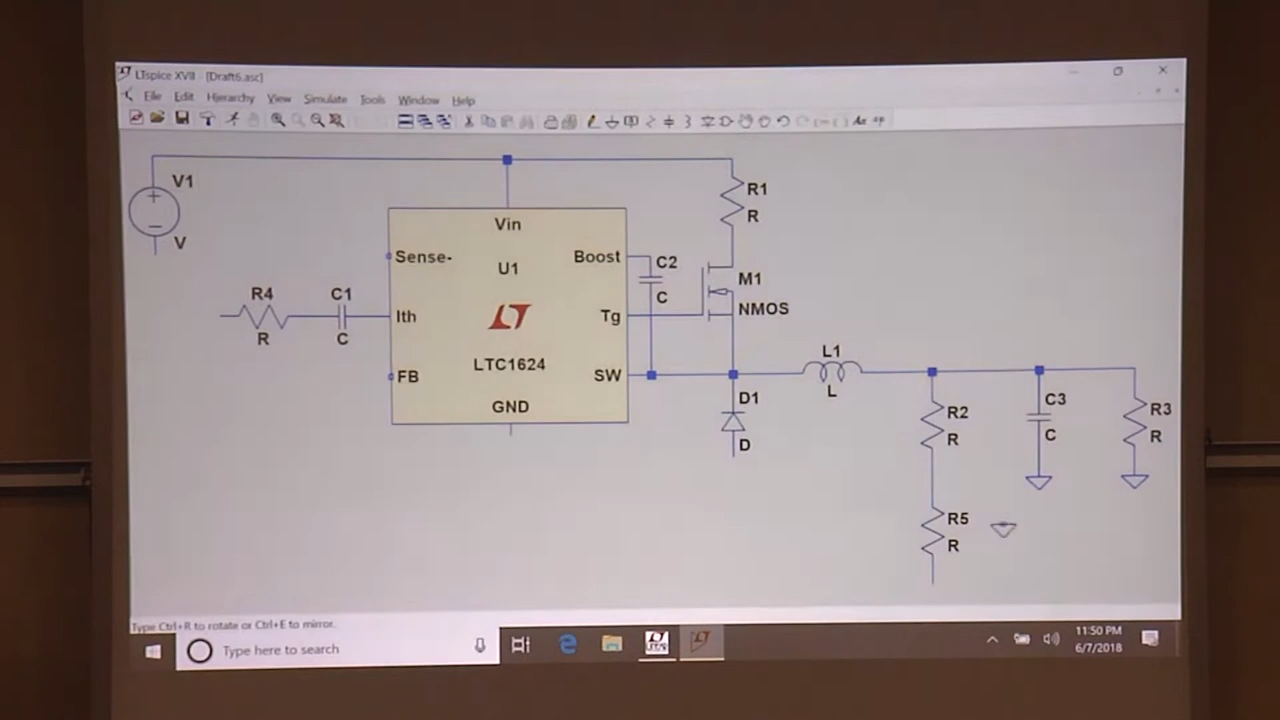 LTspice XVII - [Draft6.asc]
File Edit Hierarchy View Simulate Tools Window Help
V1
V
R1
R
Vin
Sense-
Boost
U1
C2
C
M1
NMOS
R4
R
C1
C
Ith
Tg
LTC1624
FB
SW
GND
L1
L
D1
D
R2
R
C3
C
R3
R
R5
R
Type Ctrl+R to rotate or Ctrl+E to mirror.
Type here to search
11:50 PM
6/7/2018